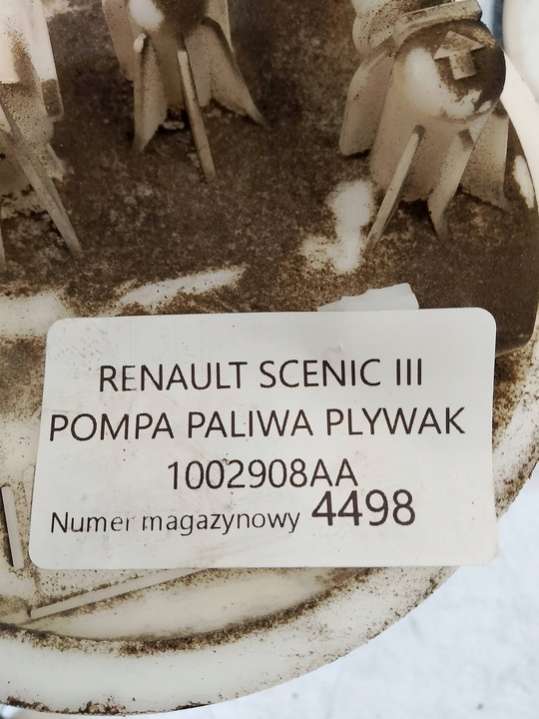 RENAULT SCENIC III
POMPA PALIWA PLYWAK
1002908AA
Numer magazynowy 4498